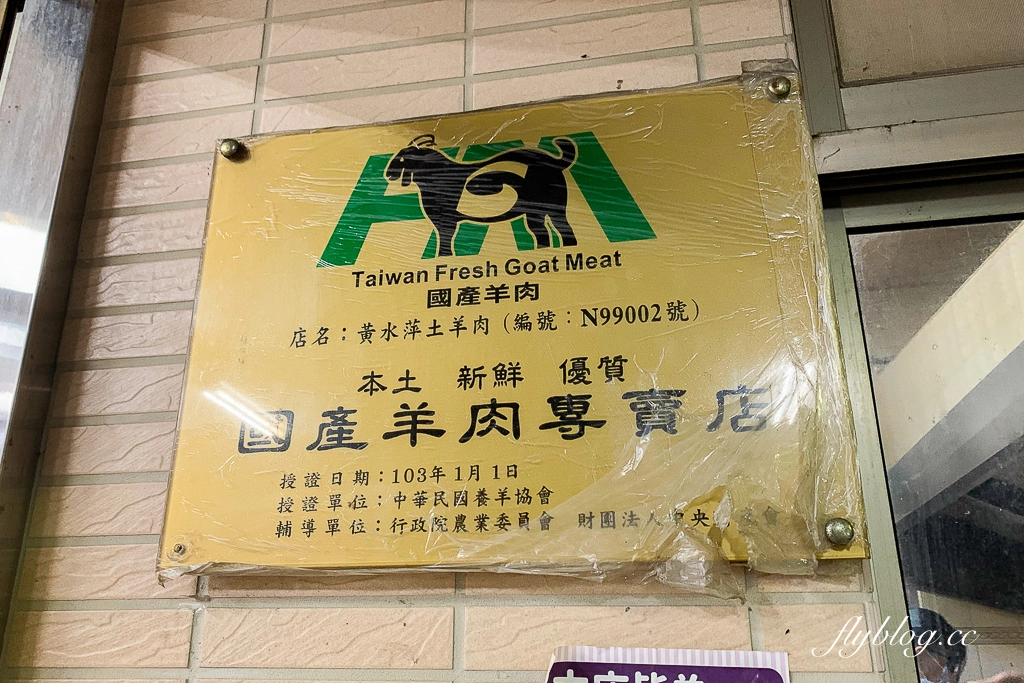 Taiwan Fresh Goat Meat
國產羊肉
店名：黃水萍土羊肉（編號：N99002號）
本土 新鮮 優質
國產羊肉專賣店
授證日期：103年1月1日
授證單位：中華民國養羊協會
輔導單位：行政院農業委員會 財團法人中央
flyblog.cc